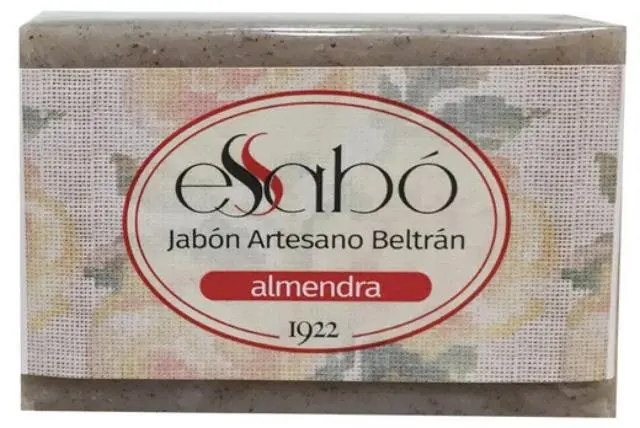 essabó
Jabón Artesano Beltrán
almendra
1922